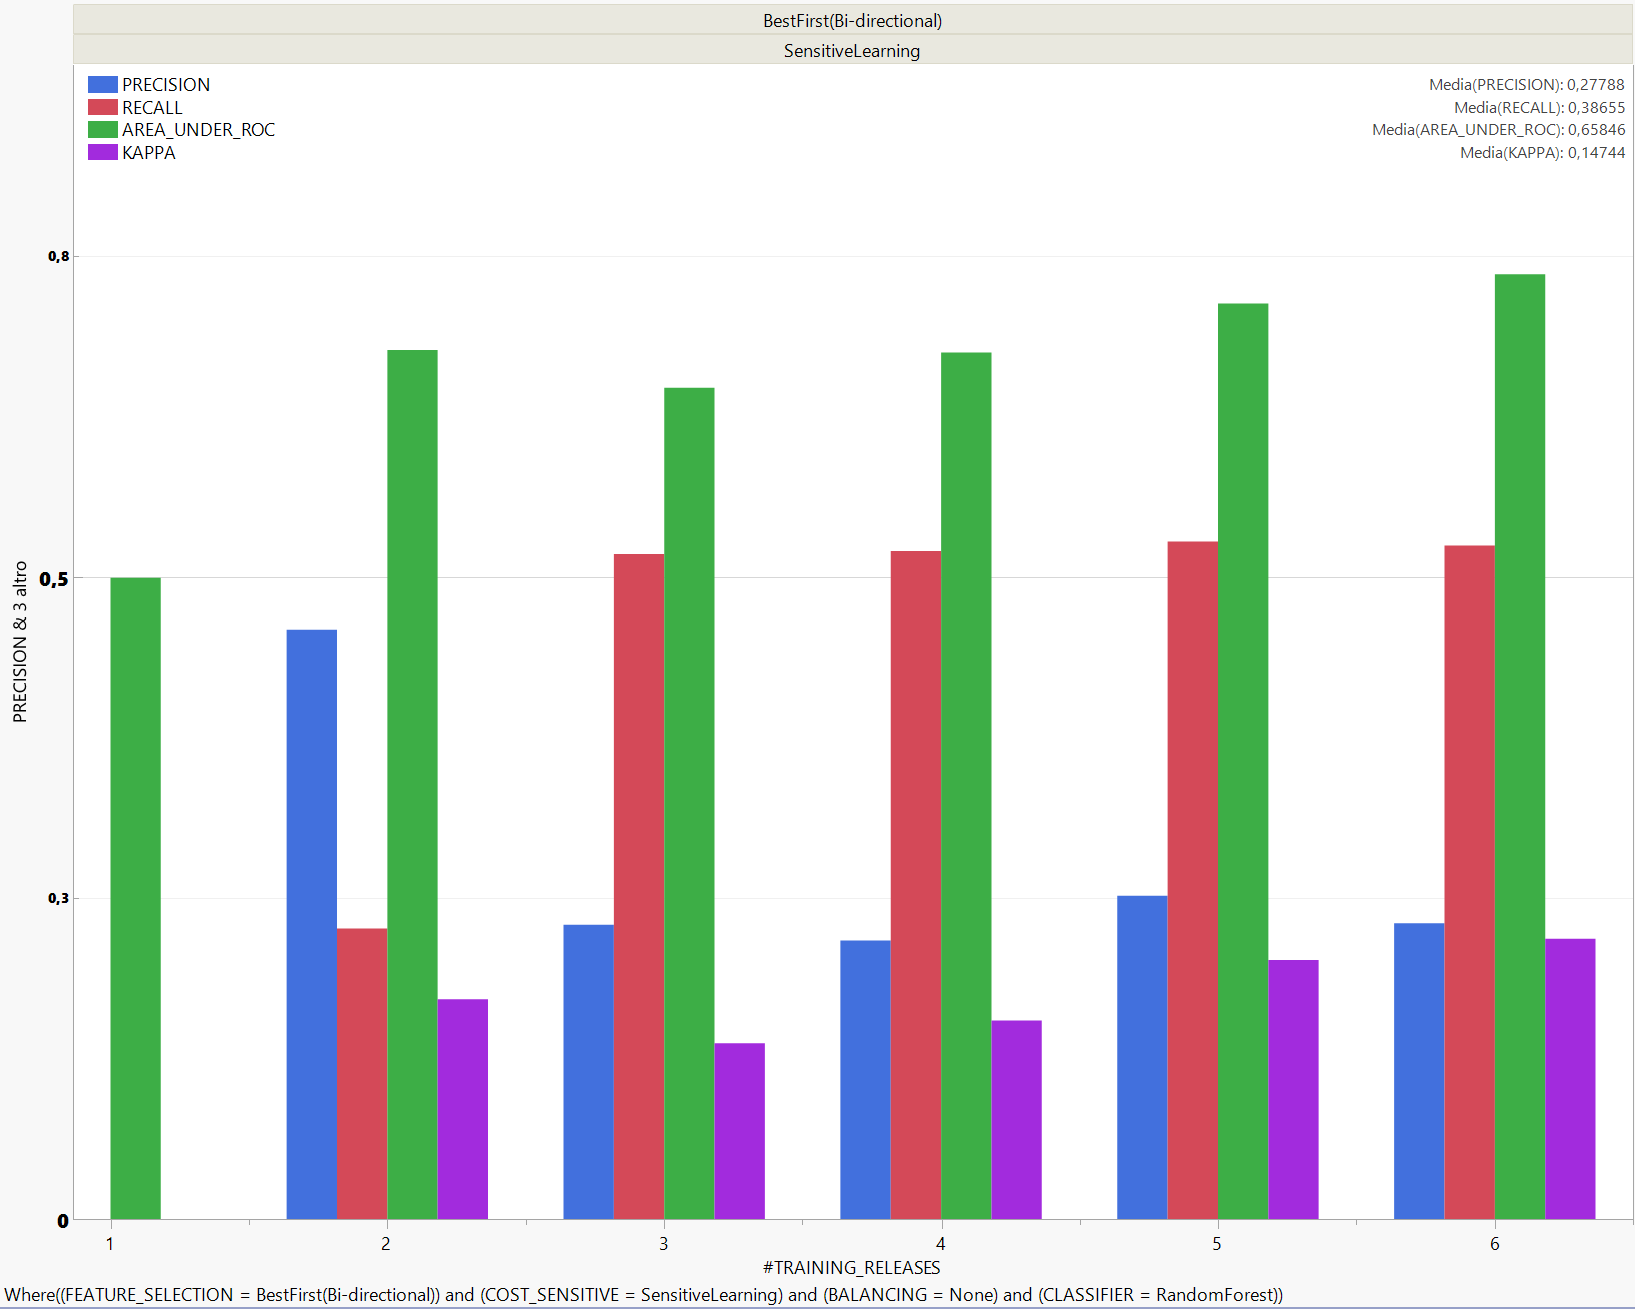 BestFirst(Bi-directional)
SensitiveLearning
PRECISION
RECALL
AREA_UNDER_ROC
KAPPA
Media(PRECISION): 0,27788
Media(RECALL): 0,38655
Media(AREA_UNDER_ROC): 0,65846
Media(KAPPA): 0,14744
0,8
0,5
0,3
0
PRECISION & 3 altro
1 2 3 4 5 6
#TRAINING_RELEASES
Where((FEATURE_SELECTION = BestFirst(Bi-directional)) and (COST_SENSITIVE = SensitiveLearning) and (BALANCING = None) and (CLASSIFIER = RandomForest))